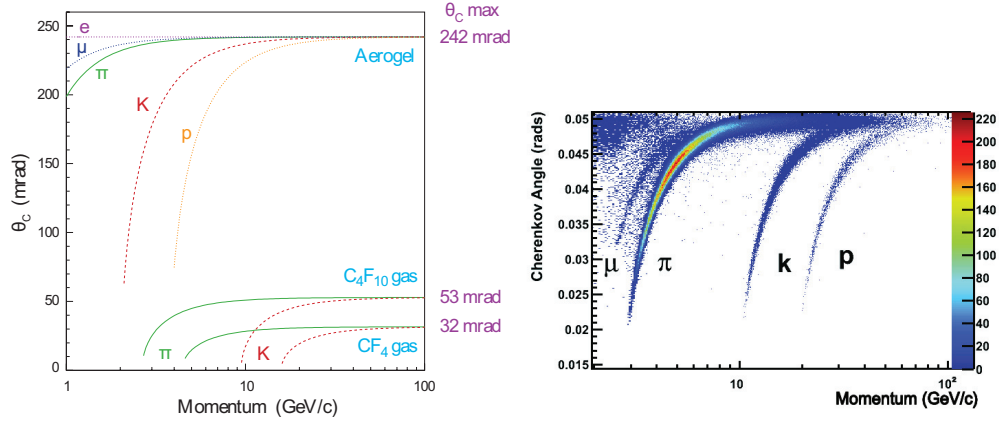 θC max
242 mrad
e
μ
π
K
p
Aerogel
C4F10 gas
53 mrad
32 mrad
π
K
CF4 gas
250
200
150
100
50
0
θC (mrad)
1
10
100
Momentum (GeV/c)
Cherenkov Angle (rads)
0.05
0.045
0.04
0.035
0.03
0.025
0.02
0.015
μ
π
k
p
10
10²
Momentum (GeV/c)
220
200
180
160
140
120
100
80
60
40
20
0